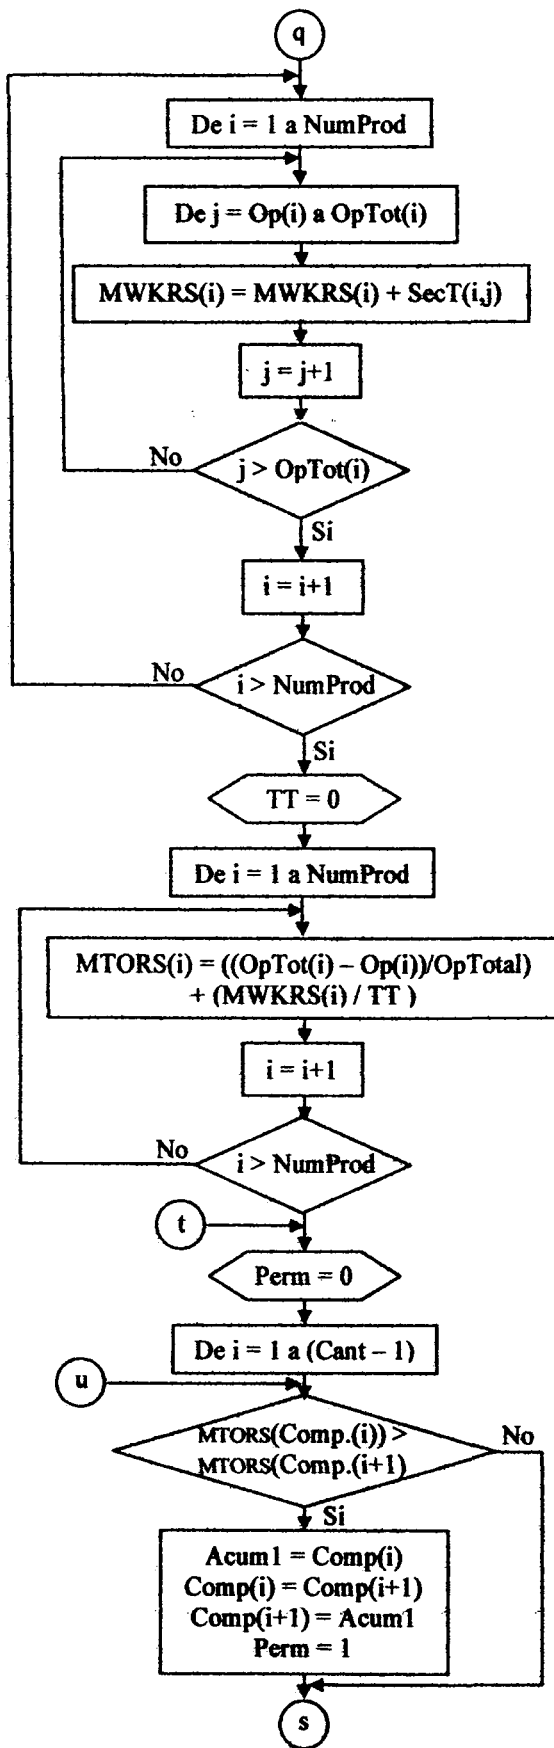 q
De i = 1 a NumProd
De j = Op(i) a OpTot(i)
MWKRS(i) = MWKRS(i) + SecT(i,j)
j = j+1
No
j > OpTot(i)
Si
i = i+1
No
i > NumProd
Si
TT = 0
De i = 1 a NumProd
MTORS(i) = ((OpTot(i) – Op(i))/OpTotal)
+ (MWKRS(i) / TT )
i = i+1
No
i > NumProd
t
Perm = 0
De i = 1 a (Cant – 1)
u
MTORS(Comp.(i)) >
MTORS(Comp.(i+1)
No
Si
Acum1 = Comp(i)
Comp(i) = Comp(i+1)
Comp(i+1) = Acum1
Perm = 1
s